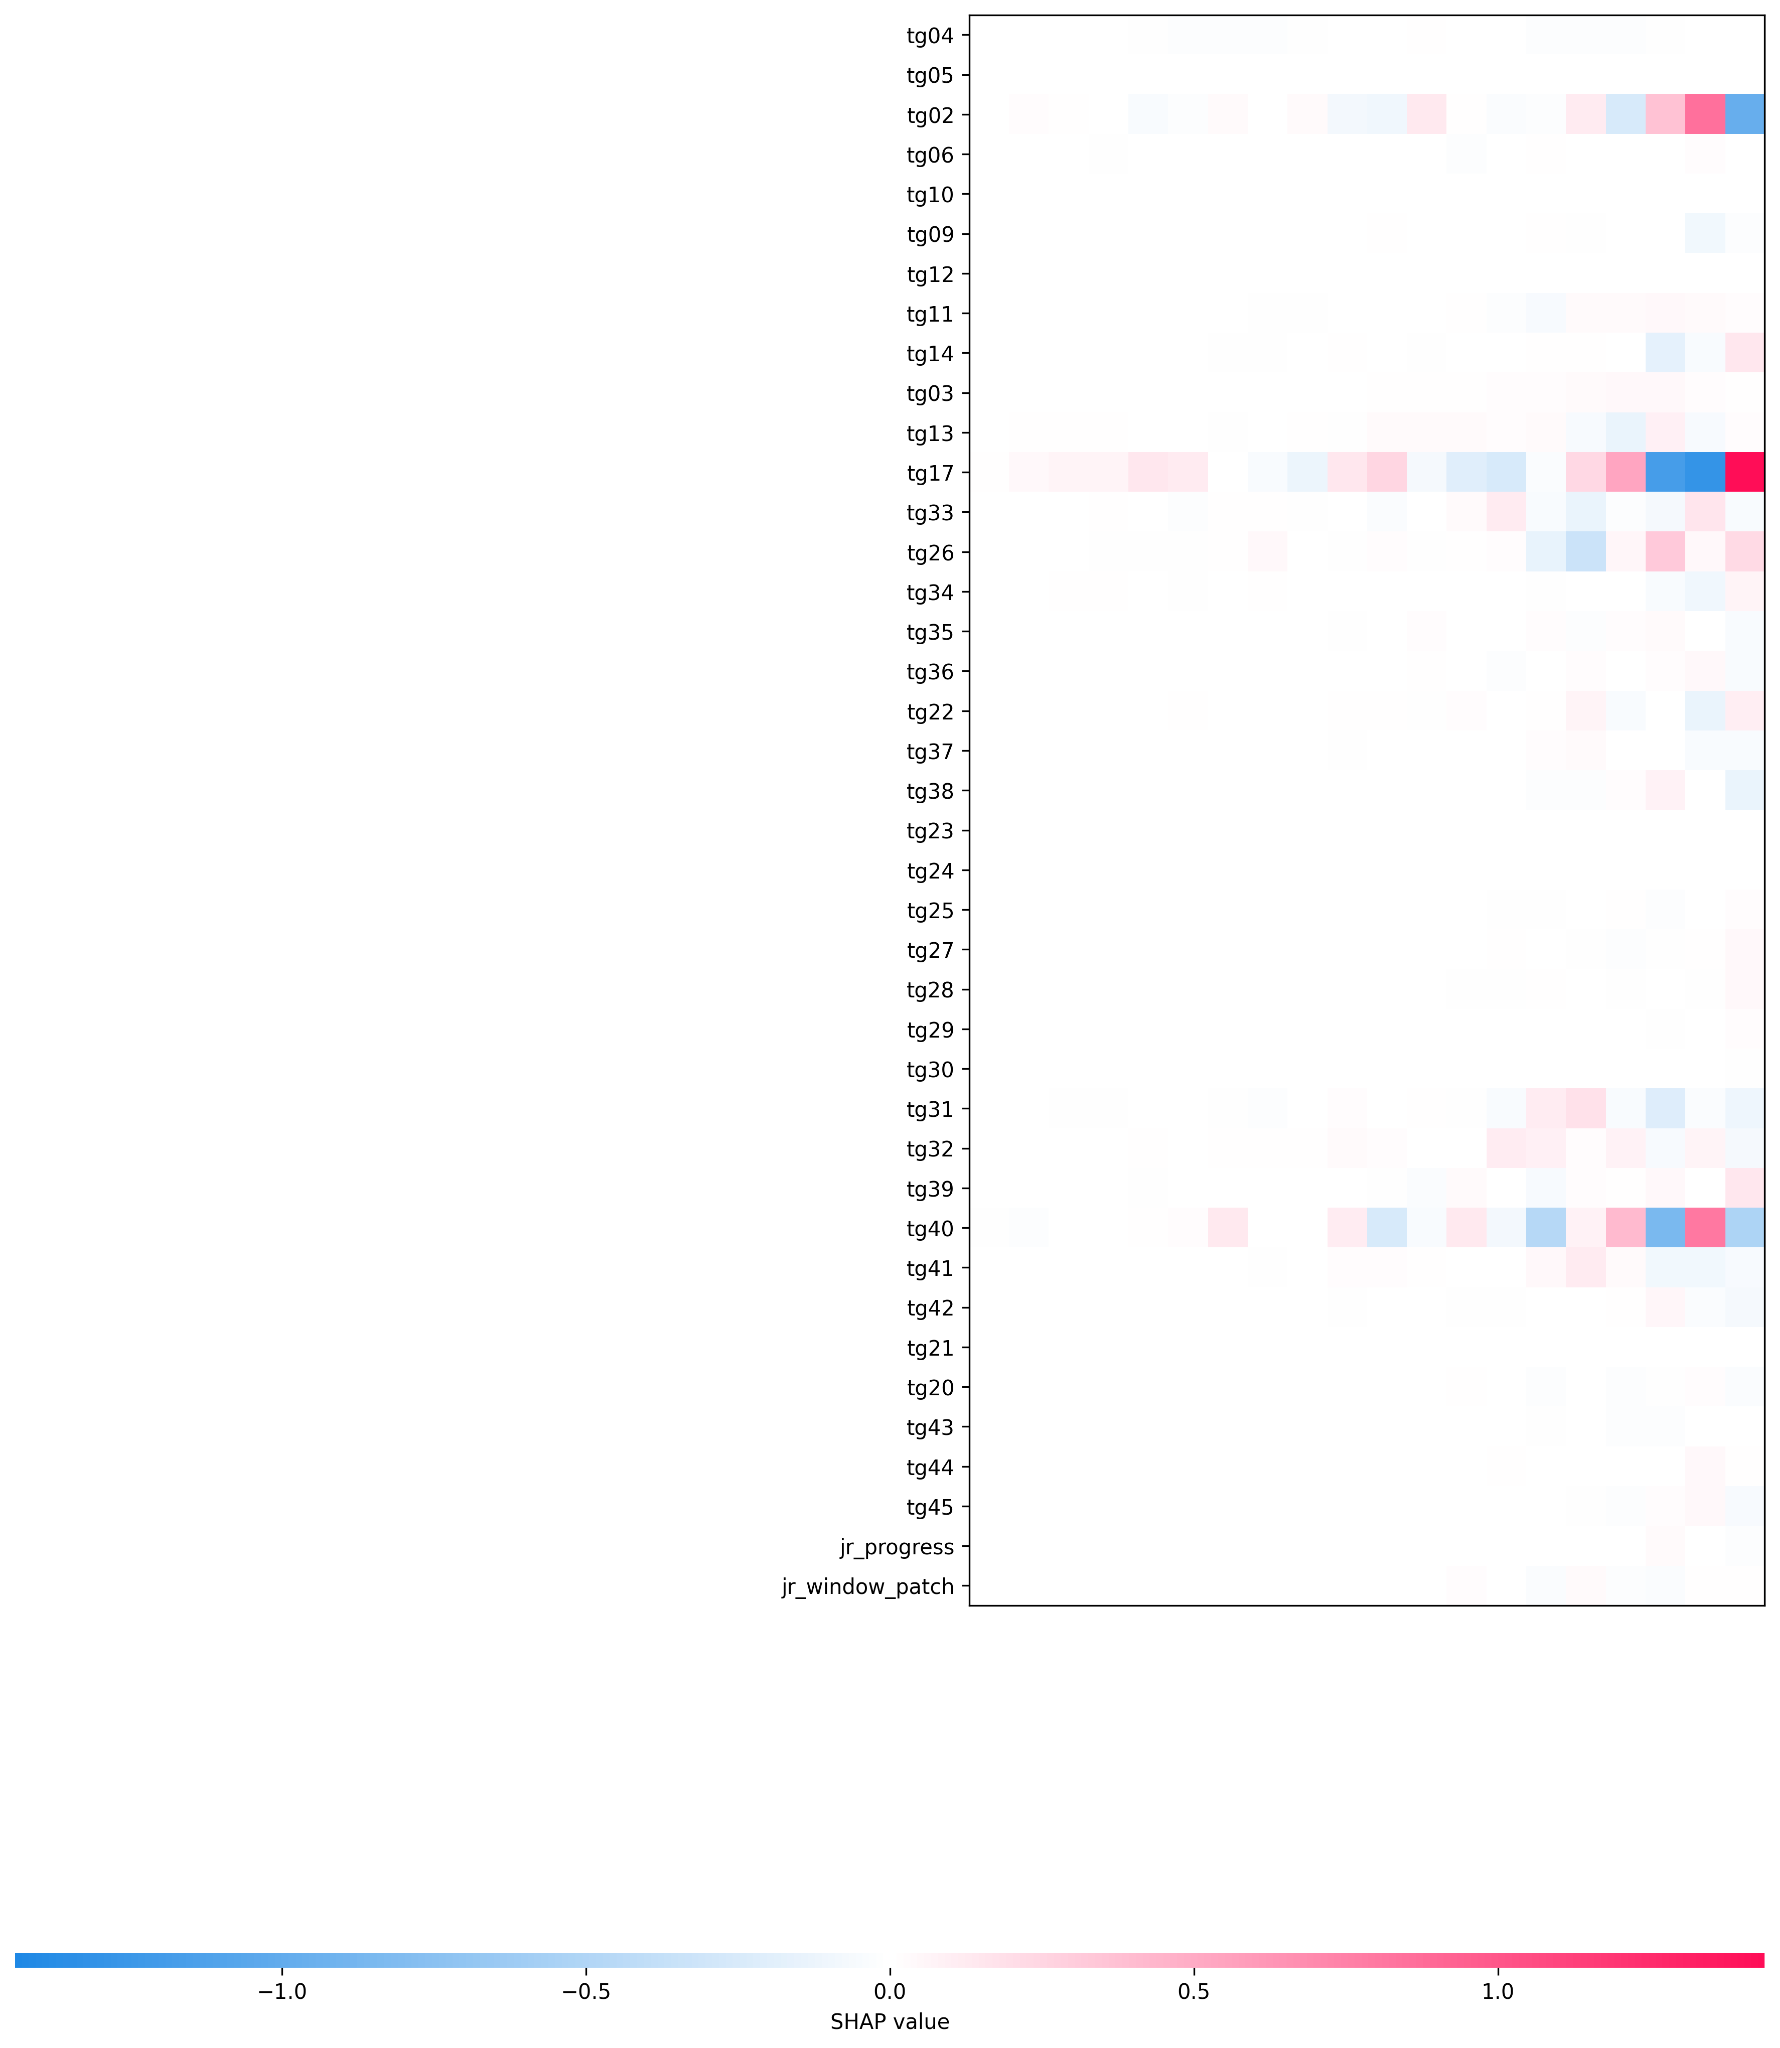 tg04
tg05
tg02
tg06
tg10
tg09
tg12
tg11
tg14
tg03
tg13
tg17
tg33
tg26
tg34
tg35
tg36
tg22
tg37
tg38
tg23
tg24
tg25
tg27
tg28
tg29
tg30
tg31
tg32
tg39
tg40
tg41
tg42
tg21
tg20
tg43
tg44
tg45
jr_progress
jr_window_patch
−1.0 −0.5 0.0 0.5 1.0
SHAP value